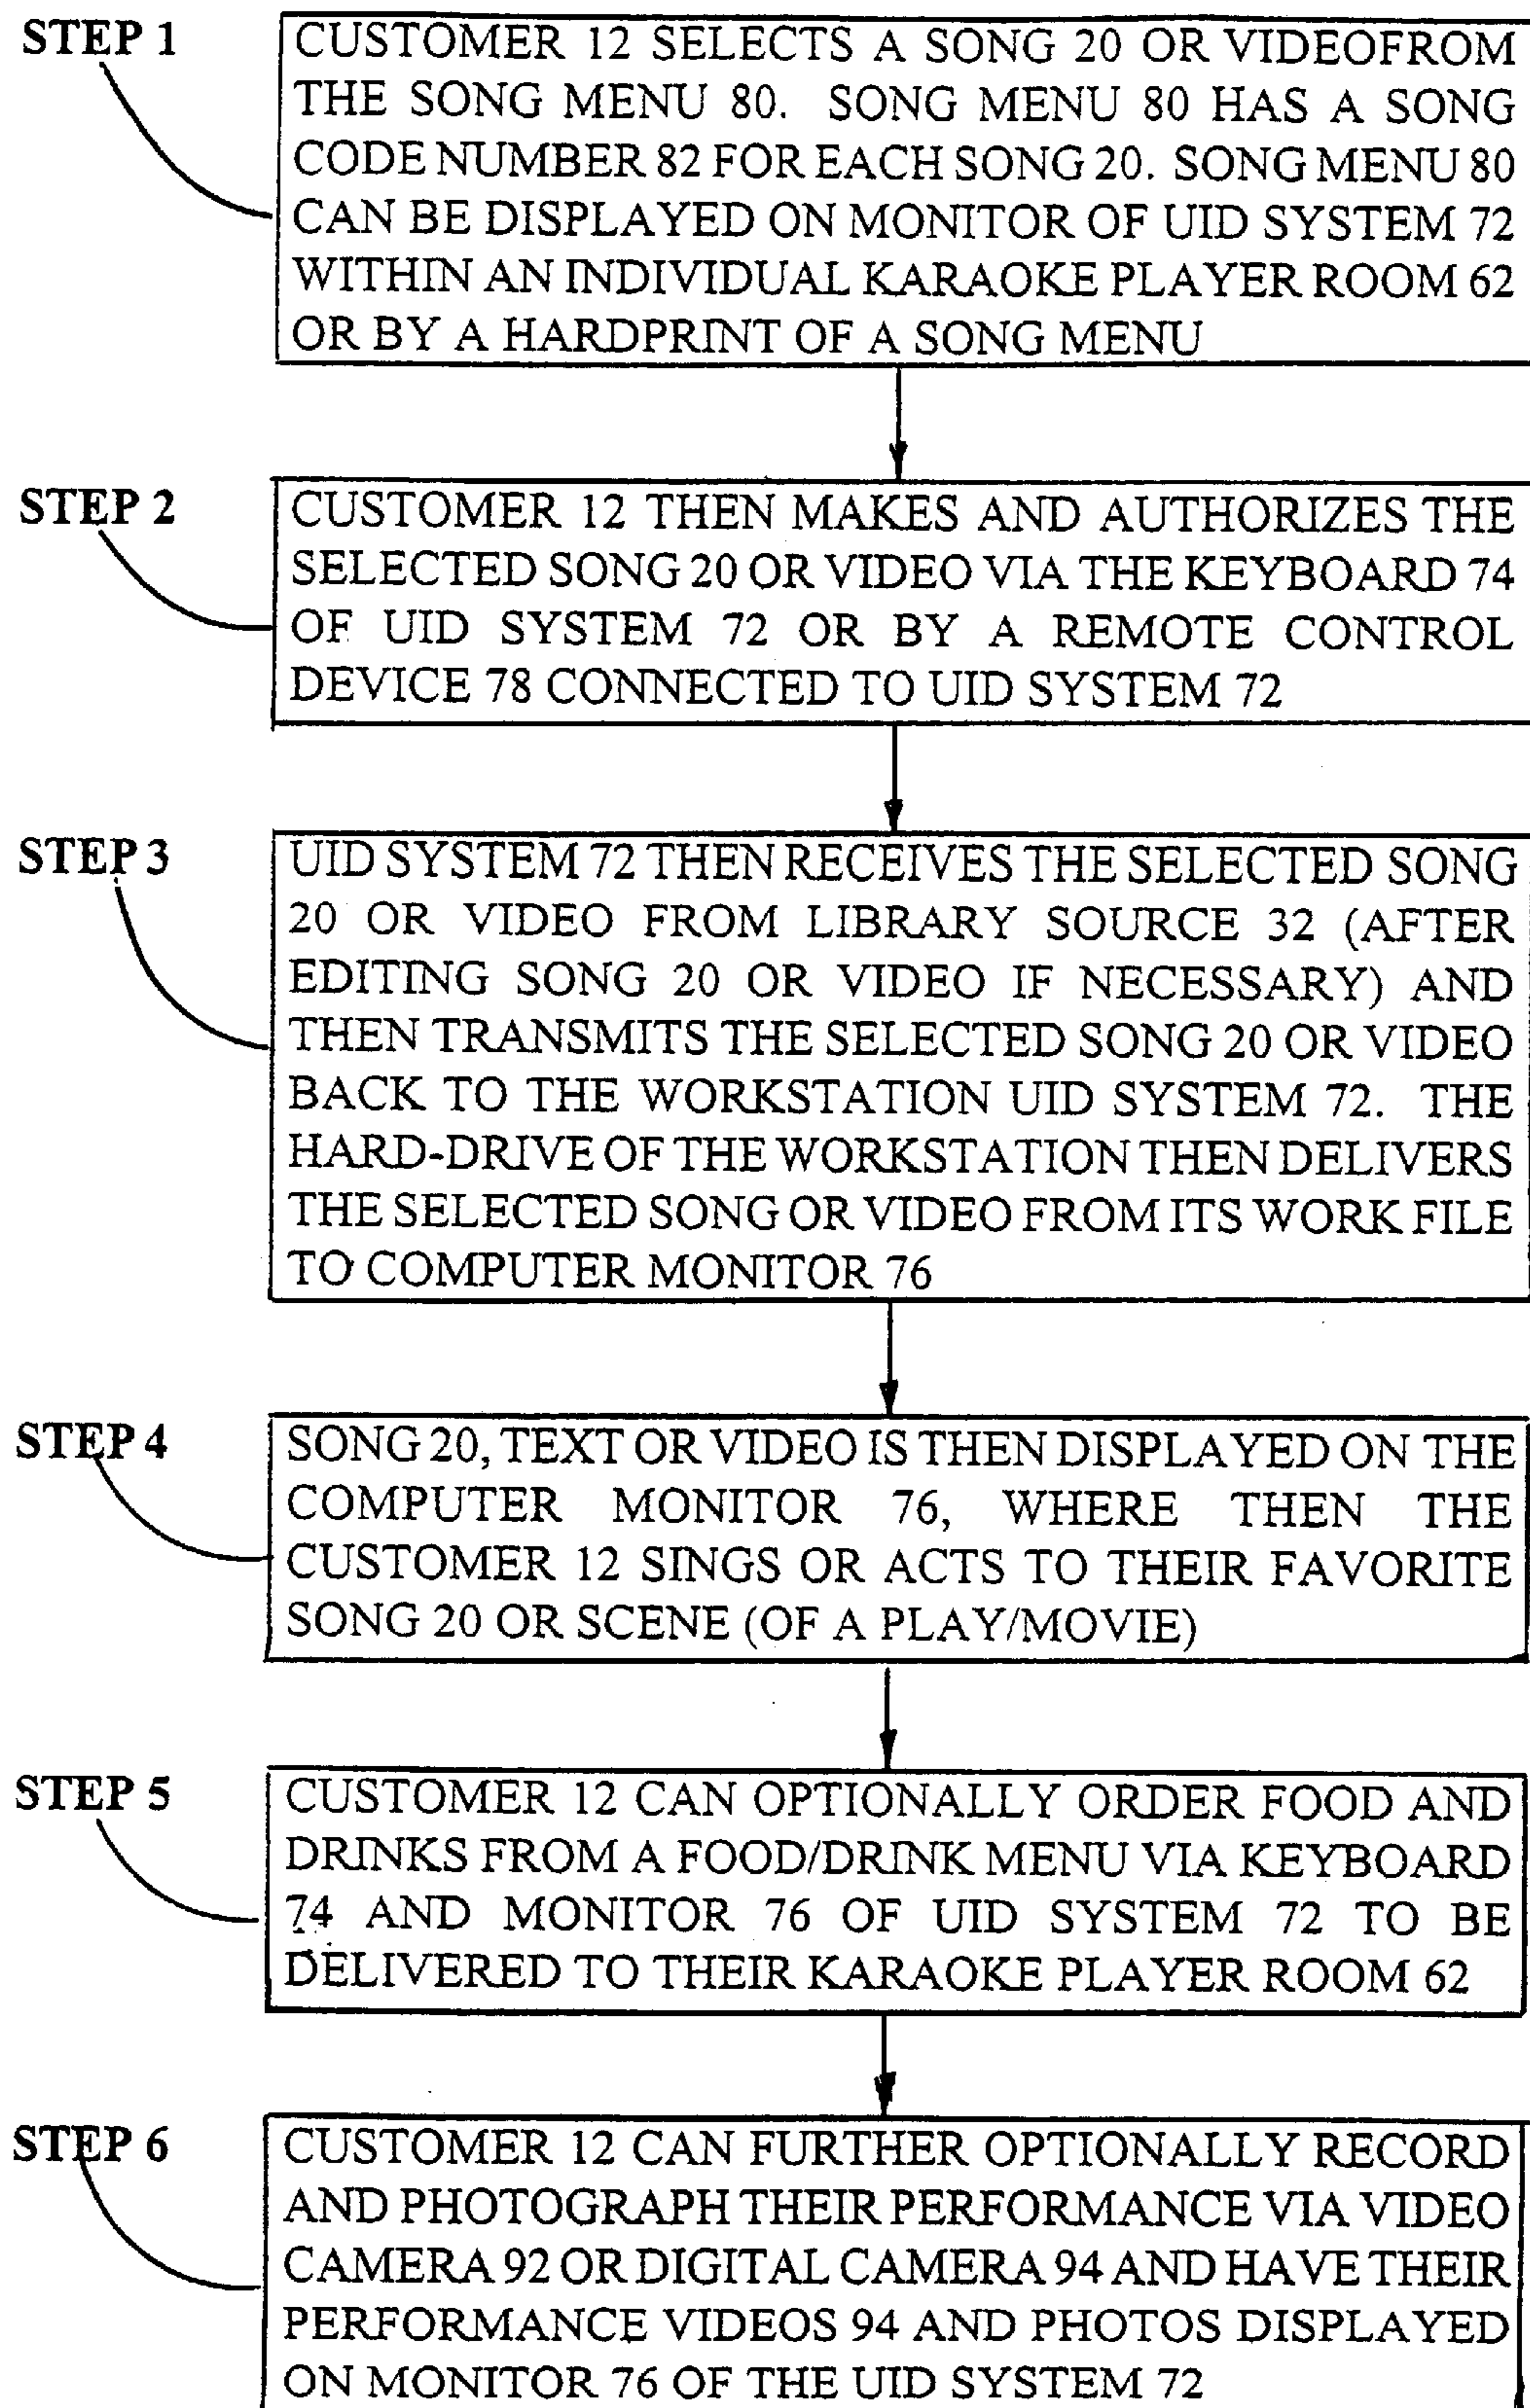 STEP 1
CUSTOMER 12 SELECTS A SONG 20 OR VIDEOFROM
THE SONG MENU 80. SONG MENU 80 HAS A SONG
CODE NUMBER 82 FOR EACH SONG 20. SONG MENU 80
CAN BE DISPLAYED ON MONITOR OF UID SYSTEM 72
WITHIN AN INDIVIDUAL KARAOKE PLAYER ROOM 62
OR BY A HARDPRINT OF A SONG MENU
STEP 2
CUSTOMER 12 THEN MAKES AND AUTHORIZES THE
SELECTED SONG 20 OR VIDEO VIA THE KEYBOARD 74
OF UID SYSTEM 72 OR BY A REMOTE CONTROL
DEVICE 78 CONNECTED TO UID SYSTEM 72
STEP 3
UID SYSTEM 72 THEN RECEIVES THE SELECTED SONG
20 OR VIDEO FROM LIBRARY SOURCE 32 (AFTER
EDITING SONG 20 OR VIDEO IF NECESSARY) AND
THEN TRANSMITS THE SELECTED SONG 20 OR VIDEO
BACK TO THE WORKSTATION UID SYSTEM 72. THE
HARD-DRIVE OF THE WORKSTATION THEN DELIVERS
THE SELECTED SONG OR VIDEO FROM ITS WORK FILE
TO COMPUTER MONITOR 76
STEP 4
SONG 20, TEXT OR VIDEO IS THEN DISPLAYED ON THE
COMPUTER MONITOR 76, WHERE THEN THE
CUSTOMER 12 SINGS OR ACTS TO THEIR FAVORITE
SONG 20 OR SCENE (OF A PLAY/MOVIE)
STEP 5
CUSTOMER 12 CAN OPTIONALLY ORDER FOOD AND
DRINKS FROM A FOOD/DRINK MENU VIA KEYBOARD
74 AND MONITOR 76 OF UID SYSTEM 72 TO BE
DELIVERED TO THEIR KARAOKE PLAYER ROOM 62
STEP 6
CUSTOMER 12 CAN FURTHER OPTIONALLY RECORD
AND PHOTOGRAPH THEIR PERFORMANCE VIA VIDEO
CAMERA 92 OR DIGITAL CAMERA 94 AND HAVE THEIR
PERFORMANCE VIDEOS 94 AND PHOTOS DISPLAYED
ON MONITOR 76 OF THE UID SYSTEM 72